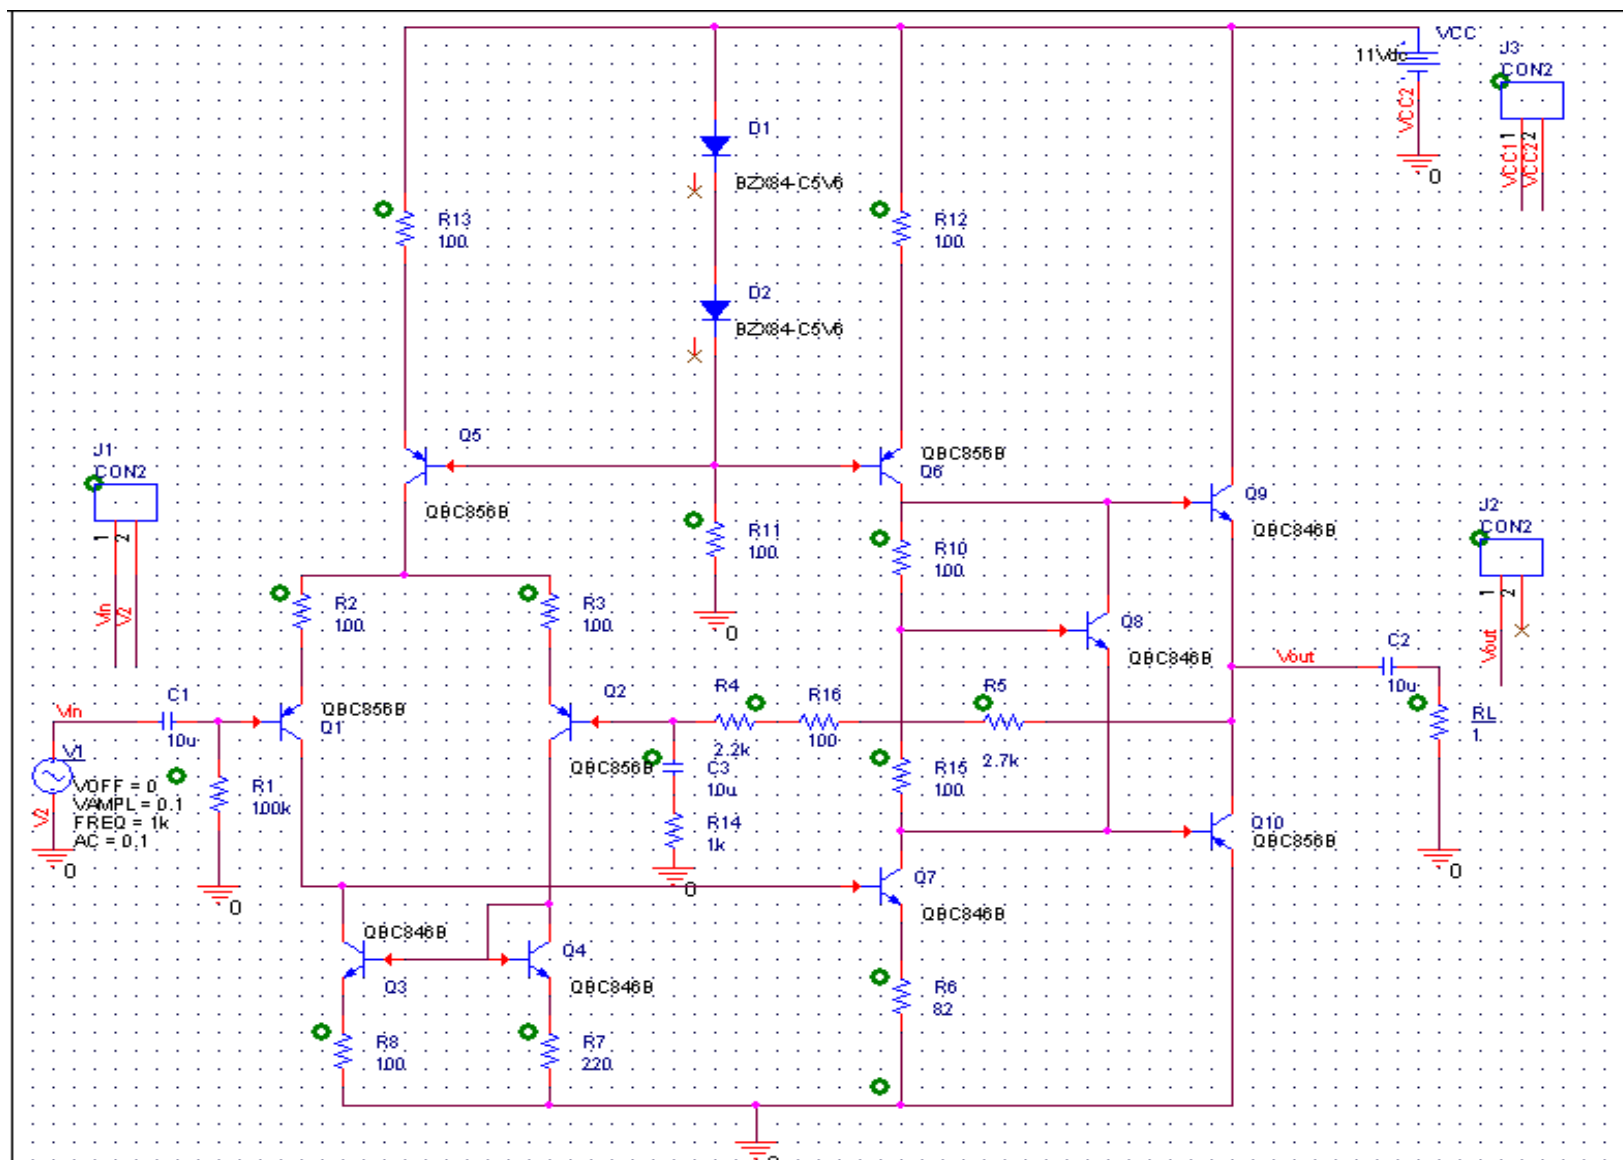 VCC
11Vdc
VCC2
0
J3
CON2
1
2
VCC1
VCC2
D1
BZX84-C5V6
R13
100
R12
100
D2
BZX84-C5V6
Q5
QBC856B
QBC856B
Q6
Q9
QBC846B
J1
CON2
1
2
Vin
V2
J2
CON2
1
2
Vout
R11
100
0
R10
100
R2
100
R3
100
Q8
QBC846B
Vout
C2
10u
RL
1
0
Vin
C1
10u
QBC856B
Q1
Q2
QBC856B
R4
2.2k
R16
100
R5
2.7k
V1
VOFF = 0
VAMPL = 0.1
FREQ = 1k
AC = 0.1
V2
0
R1
100k
0
C3
10u
R14
1k
0
R15
100
Q10
QBC856B
Q7
QBC846B
QBC846B
Q3
Q4
QBC846B
R6
82
R8
100
R7
220